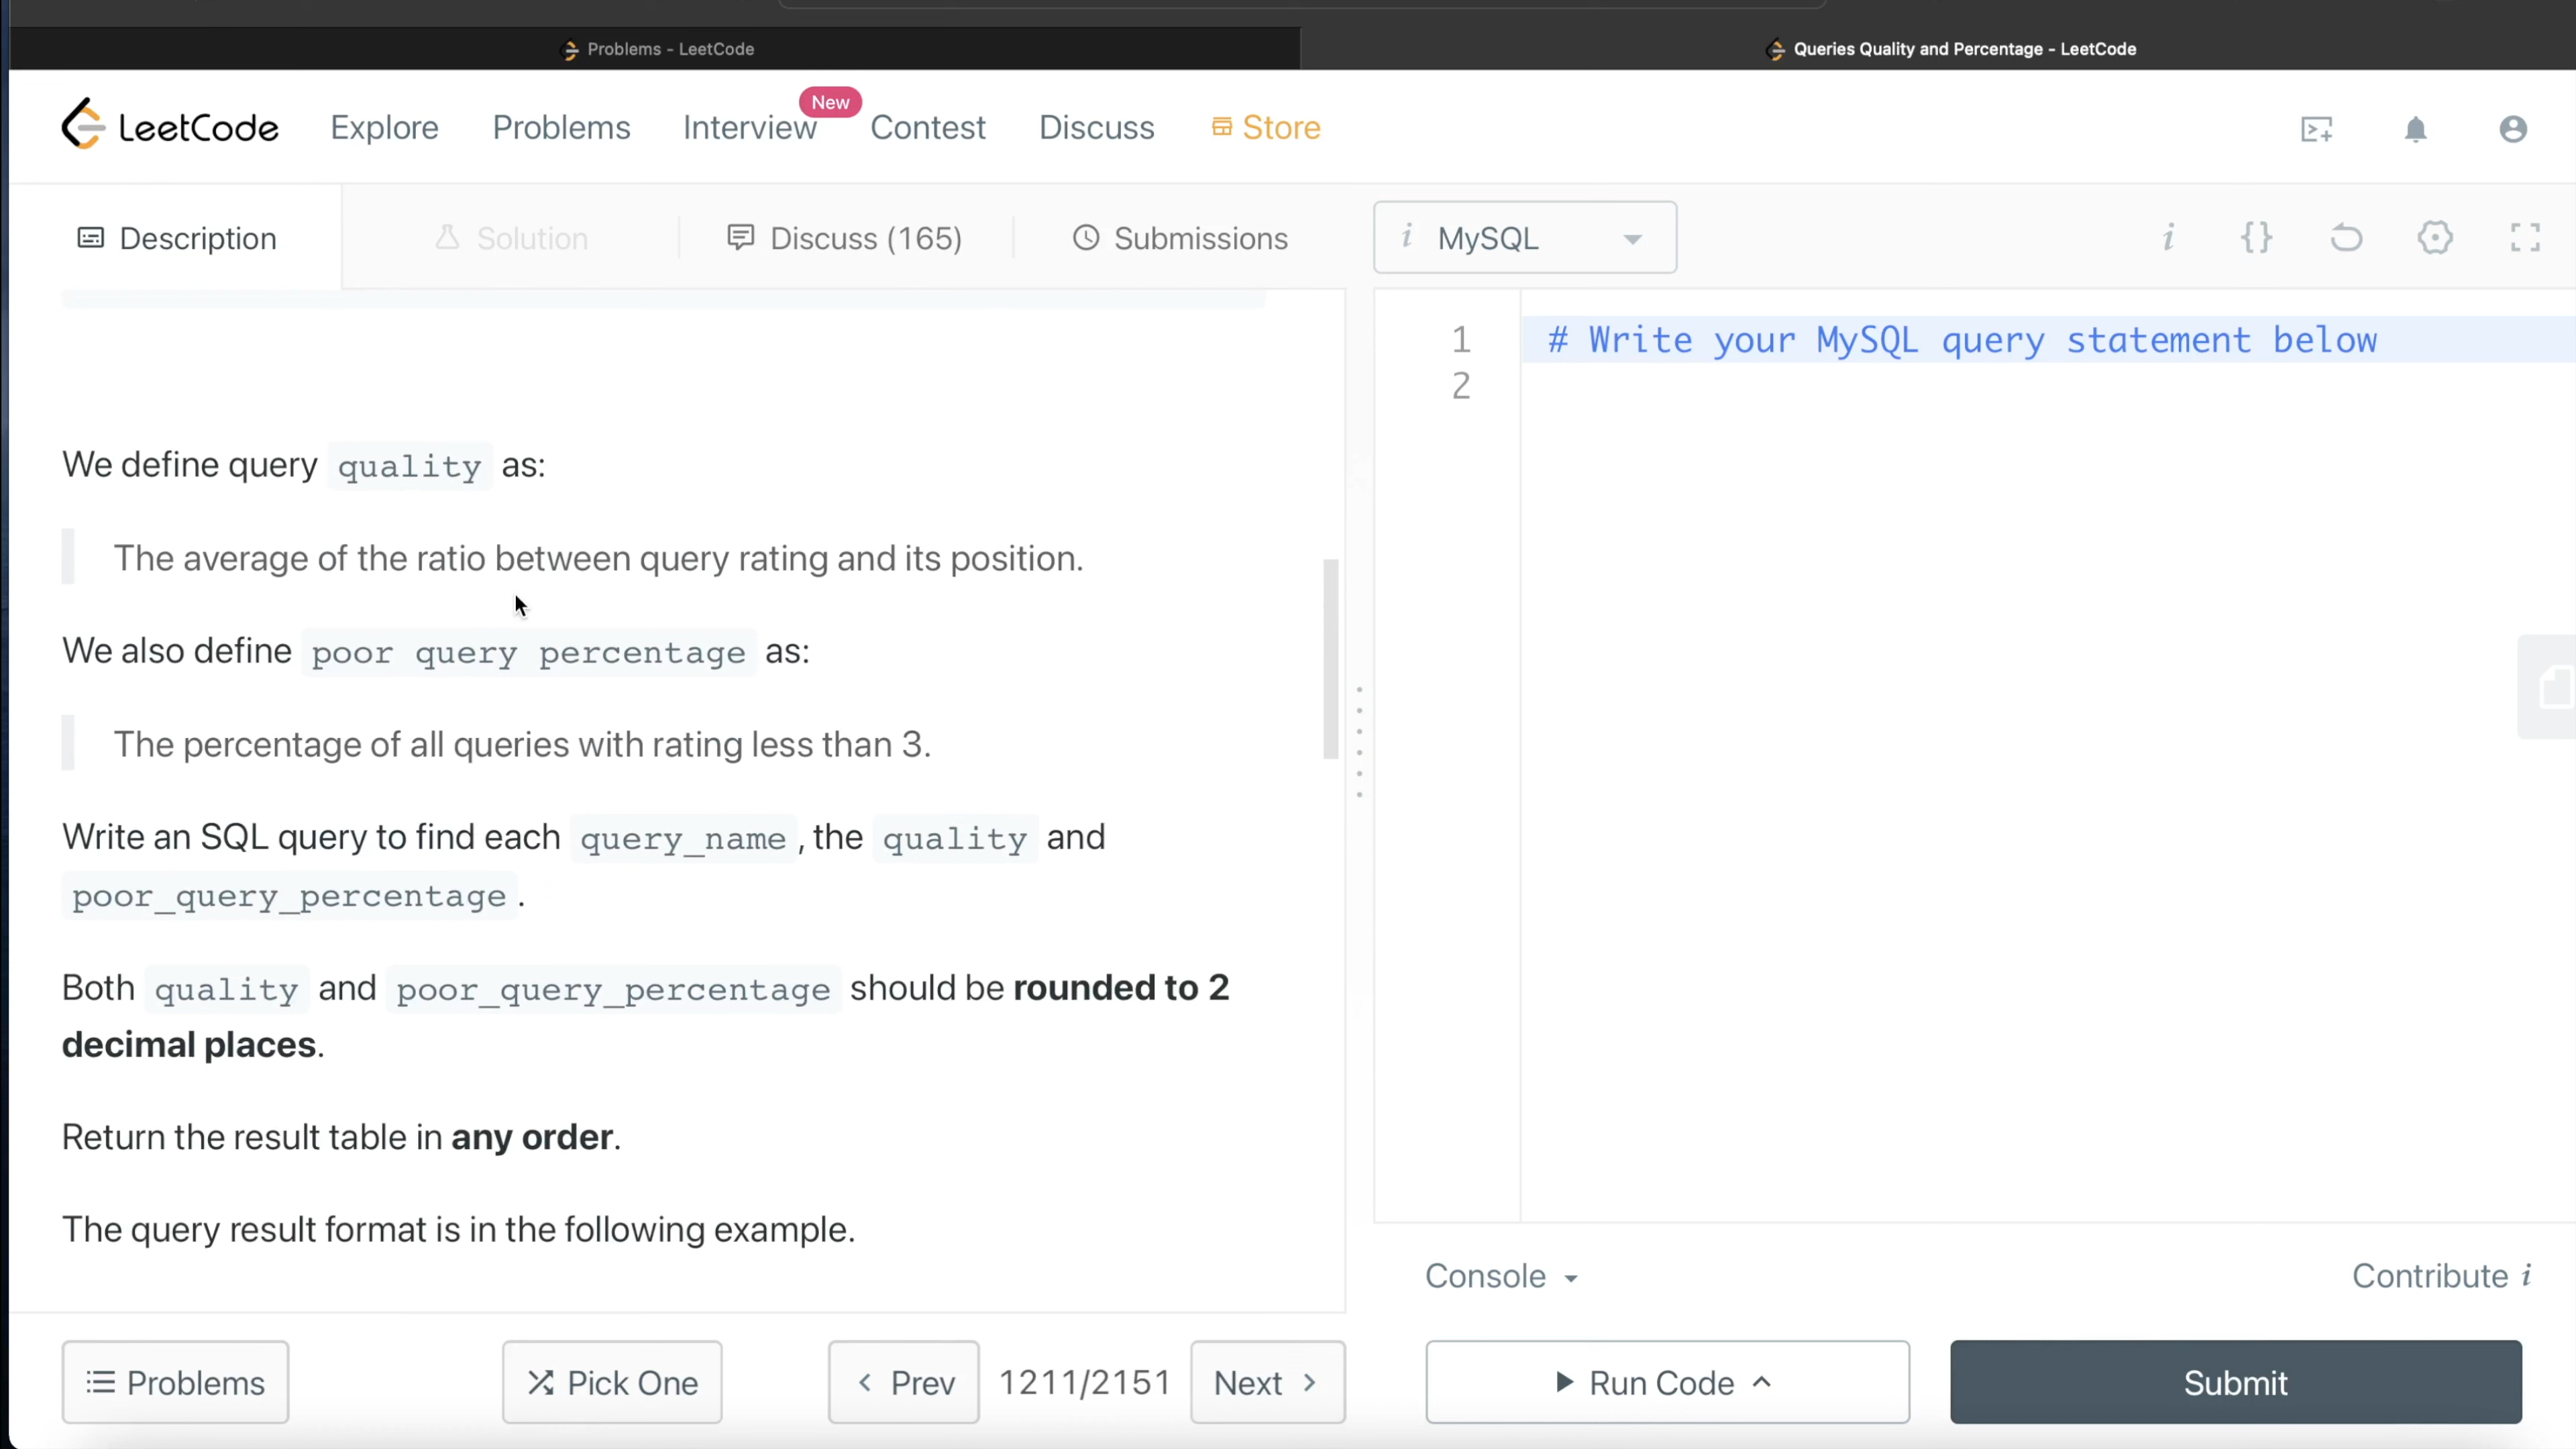 Problems - LeetCode
Queries Quality and Percentage - LeetCode
LeetCode
Explore
Problems
Interview
New
Contest
Discuss
Store
Description
Solution
Discuss (165)
Submissions
i MySQL
i {}
We define query quality as:
The average of the ratio between query rating and its position.
We also define poor query percentage as:
The percentage of all queries with rating less than 3.
Write an SQL query to find each query_name , the quality and
poor_query_percentage .
Both quality and poor_query_percentage should be rounded to 2
decimal places.
Return the result table in any order.
The query result format is in the following example.
1 # Write your MySQL query statement below
2
Console
Contribute i
Problems
Pick One
Prev
1211/2151
Next
Run Code
Submit